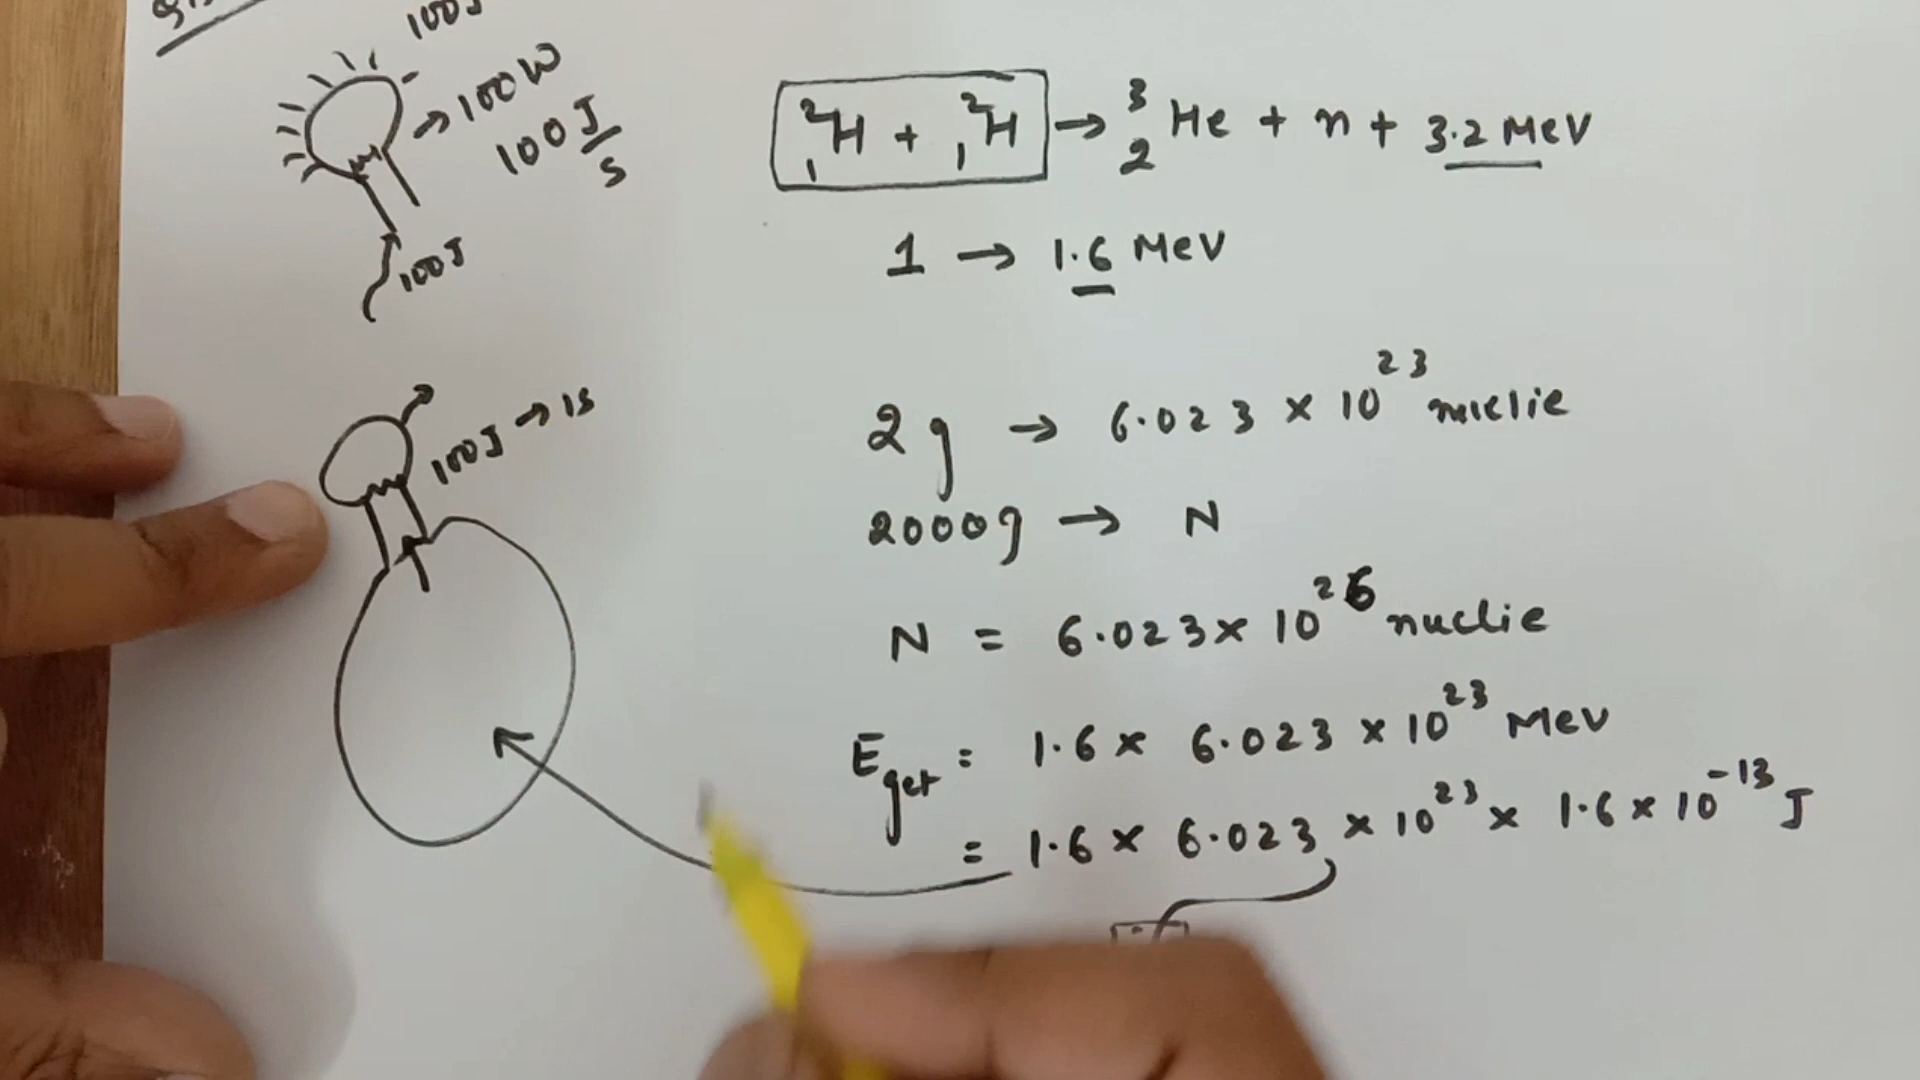 100J
→ 100W
100 J/s
100J
100J → 1s
²₁H + ²₁H → ³₂He + n + 3.2 MeV
1 → 1.6 MeV
2g → 6.023 × 10²³ nuclie
2000g → N
N = 6.023 × 10²⁶ nuclie
E get = 1.6 × 6.023 × 10²³ MeV
= 1.6 × 6.023 × 10²³ × 1.6 × 10⁻¹³ J